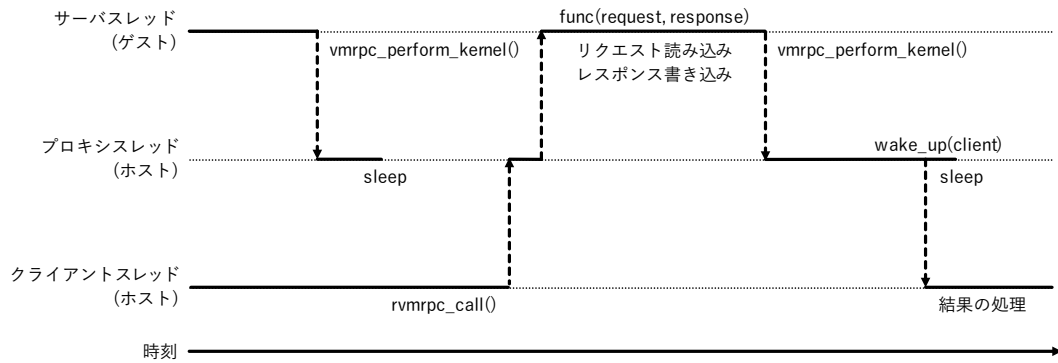 サーバスレッド
(ゲスト)
vmrpc_perform_kernel()
func(request, response)
リクエスト読み込み
レスポンス書き込み
vmrpc_perform_kernel()
プロキシスレッド
(ホスト)
sleep
wake_up(client)
sleep
クライアントスレッド
(ホスト)
rvmrpc_call()
結果の処理
時刻